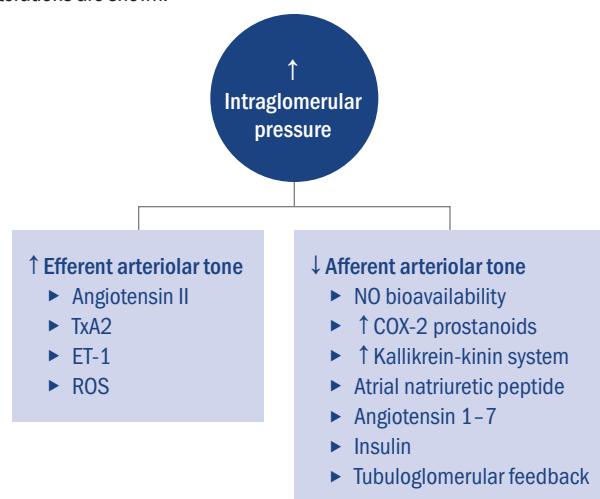 ↑
Intraglomerular
pressure
↑ Efferent arteriolar tone
▶ Angiotensin II
▶ TxA2
▶ ET-1
▶ ROS
↓ Afferent arteriolar tone
▶ NO bioavailability
▶ ↑ COX-2 prostanoids
▶ ↑ Kallikrein-kinin system
▶ Atrial natriuretic peptide
▶ Angiotensin 1–7
▶ Insulin
▶ Tubuloglomerular feedback